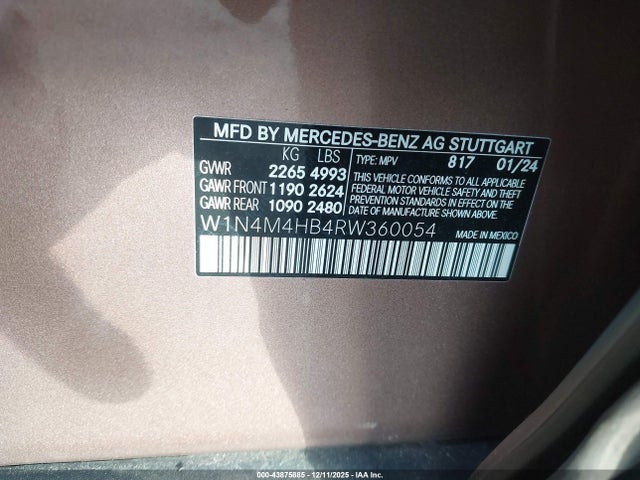 MFD BY MERCEDES-BENZ AG STUTTGART
KG LBS
GVWR 2265 4993
GAWR FRONT 1190 2624
GAWR REAR 1090 2480
TYPE: MPV 817 01/24
THIS VEHICLE CONFORMS TO ALL APPLICABLE
FEDERAL MOTOR VEHICLE SAFETY AND THEFT
PREVENTION STANDARDS IN EFFECT ON THE
DATE OF MANUFACTURE SHOWN ABOVE.
W1N4M4HB4RW360054
MADE IN MEXICO
000-43875885 - 12/11/2025 - IAA Inc.